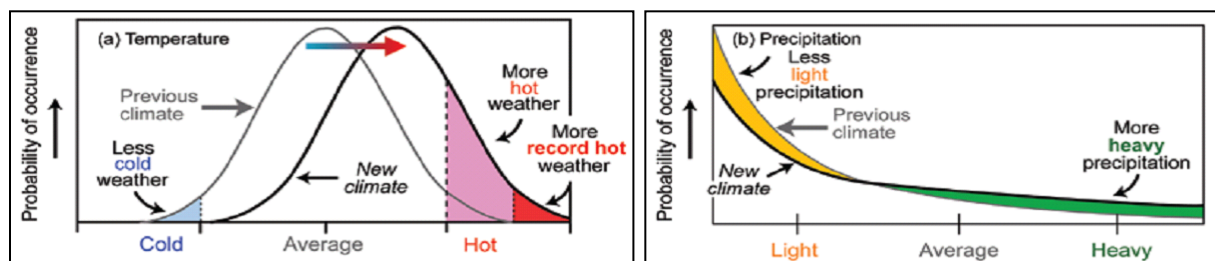 (a) Temperature
Probability of occurrence
Previous
climate
Less
cold
weather
New climate
More
hot
weather
More
record hot
weather
Cold
Average
Hot
(b) Precipitation
Probability of occurrence
Less
light
precipitation
Previous
climate
New climate
More
heavy
precipitation
Light
Average
Heavy